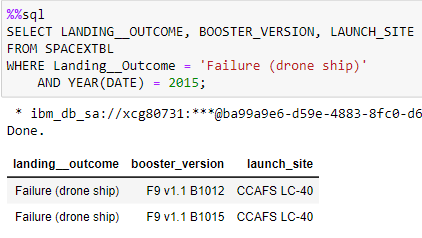 %%sql
SELECT LANDING__OUTCOME, BOOSTER_VERSION, LAUNCH_SITE
FROM SPACEXTBL
WHERE Landing__Outcome = 'Failure (drone ship)'
    AND YEAR(DATE) = 2015;
* ibm_db_sa://xcg80731:***@ba99a9e6-d59e-4883-8fc0-d6
Done.
landing__outcome booster_version launch_site
Failure (drone ship) F9 v1.1 B1012 CCAFS LC-40
Failure (drone ship) F9 v1.1 B1015 CCAFS LC-40